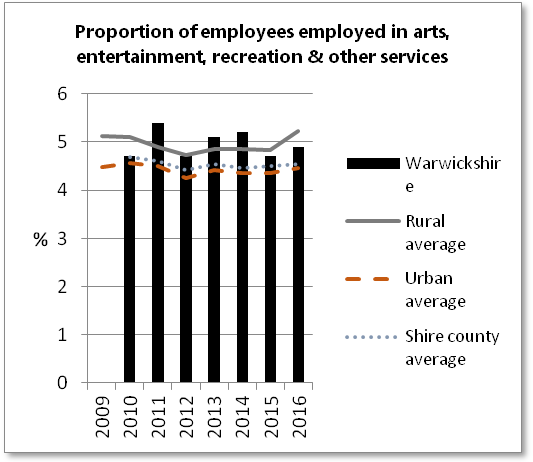 Proportion of employees employed in arts,
entertainment, recreation & other services
6
5
4
% 3
2
1
0
2009 2010 2011 2012 2013 2014 2015 2016
Warwickshir
e
Rural
average
Urban
average
Shire county
average